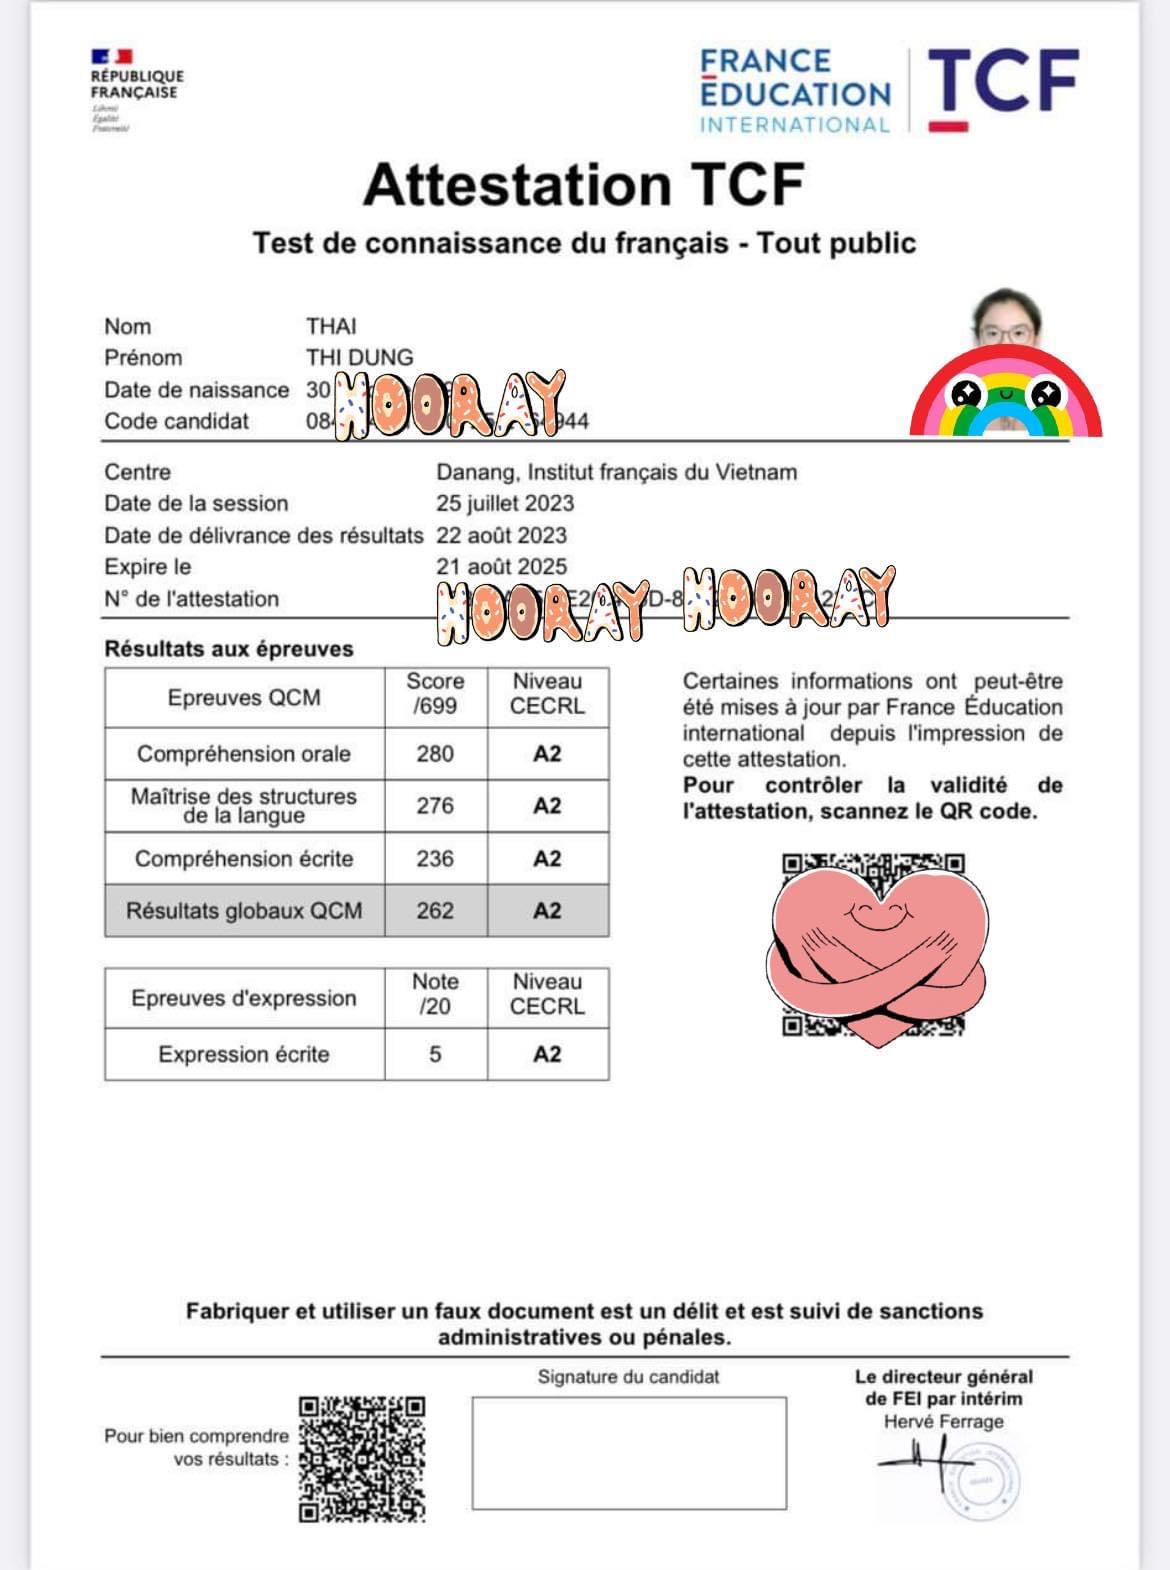 RÉPUBLIQUE
FRANÇAISE
Liberté
Égalité
Fraternité
FRANCE
ÉDUCATION
INTERNATIONAL
TCF
Attestation TCF
Test de connaissance du français - Tout public
Nom THAI
Prénom THI DUNG
Date de naissance 30
HOORAY
Code candidat 08 944
Centre Danang, Institut français du Vietnam
Date de la session 25 juillet 2023
Date de délivrance des résultats 22 août 2023
Expire le 21 août 2025
N° de l'attestation
HOORAY HOORAY
Résultats aux épreuves
Epreuves QCM Score /699 Niveau CECRL
Compréhension orale 280 A2
Maîtrise des structures de la langue 276 A2
Compréhension écrite 236 A2
Résultats globaux QCM 262 A2
Epreuves d'expression Note /20 Niveau CECRL
Expression écrite 5 A2
Certaines informations ont peut-être
été mises à jour par France Éducation
international depuis l'impression de
cette attestation.
Pour contrôler la validité de
l'attestation, scannez le QR code.
Fabriquer et utiliser un faux document est un délit et est suivi de sanctions
administratives ou pénales.
Pour bien comprendre
vos résultats :
Signature du candidat
Le directeur général
de FEI par intérim
Hervé Ferrage